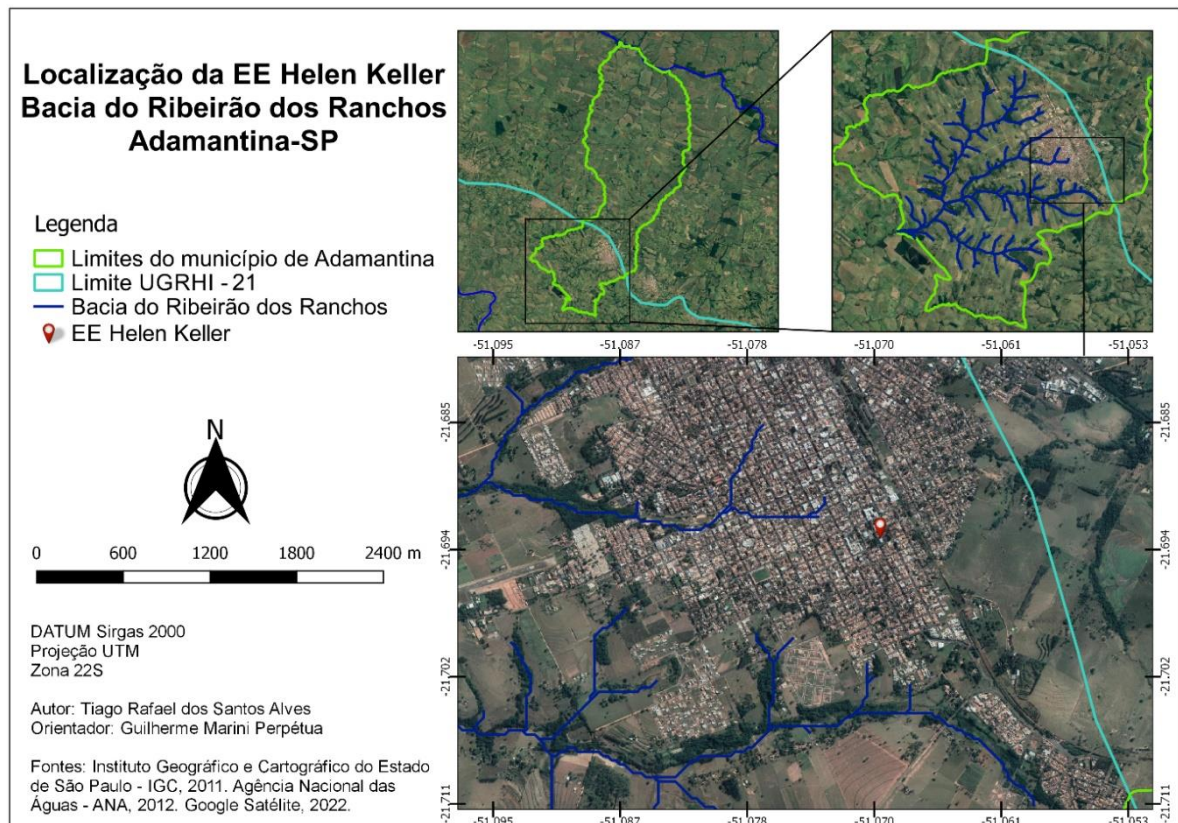 Localização da EE Helen Keller
Bacia do Ribeirão dos Ranchos
Adamantina-SP
Legenda
Limites do município de Adamantina
Limite UGRHI - 21
Bacia do Ribeirão dos Ranchos
EE Helen Keller
N
0 600 1200 1800 2400 m
DATUM Sirgas 2000
Projeção UTM
Zona 22S
Autor: Tiago Rafael dos Santos Alves
Orientador: Guilherme Marini Perpétua
Fontes: Instituto Geográfico e Cartográfico do Estado
de São Paulo - IGC, 2011. Agência Nacional das
Águas - ANA, 2012. Google Satélite, 2022.
-51.095 -51.087 -51.078 -51.070 -51.061 -51.053
-21.685 -21.685
-21.694 -21.694
-21.702 -21.702
-21.711 -21.711
-51.095 -51.087 -51.078 -51.070 -51.061 -51.053